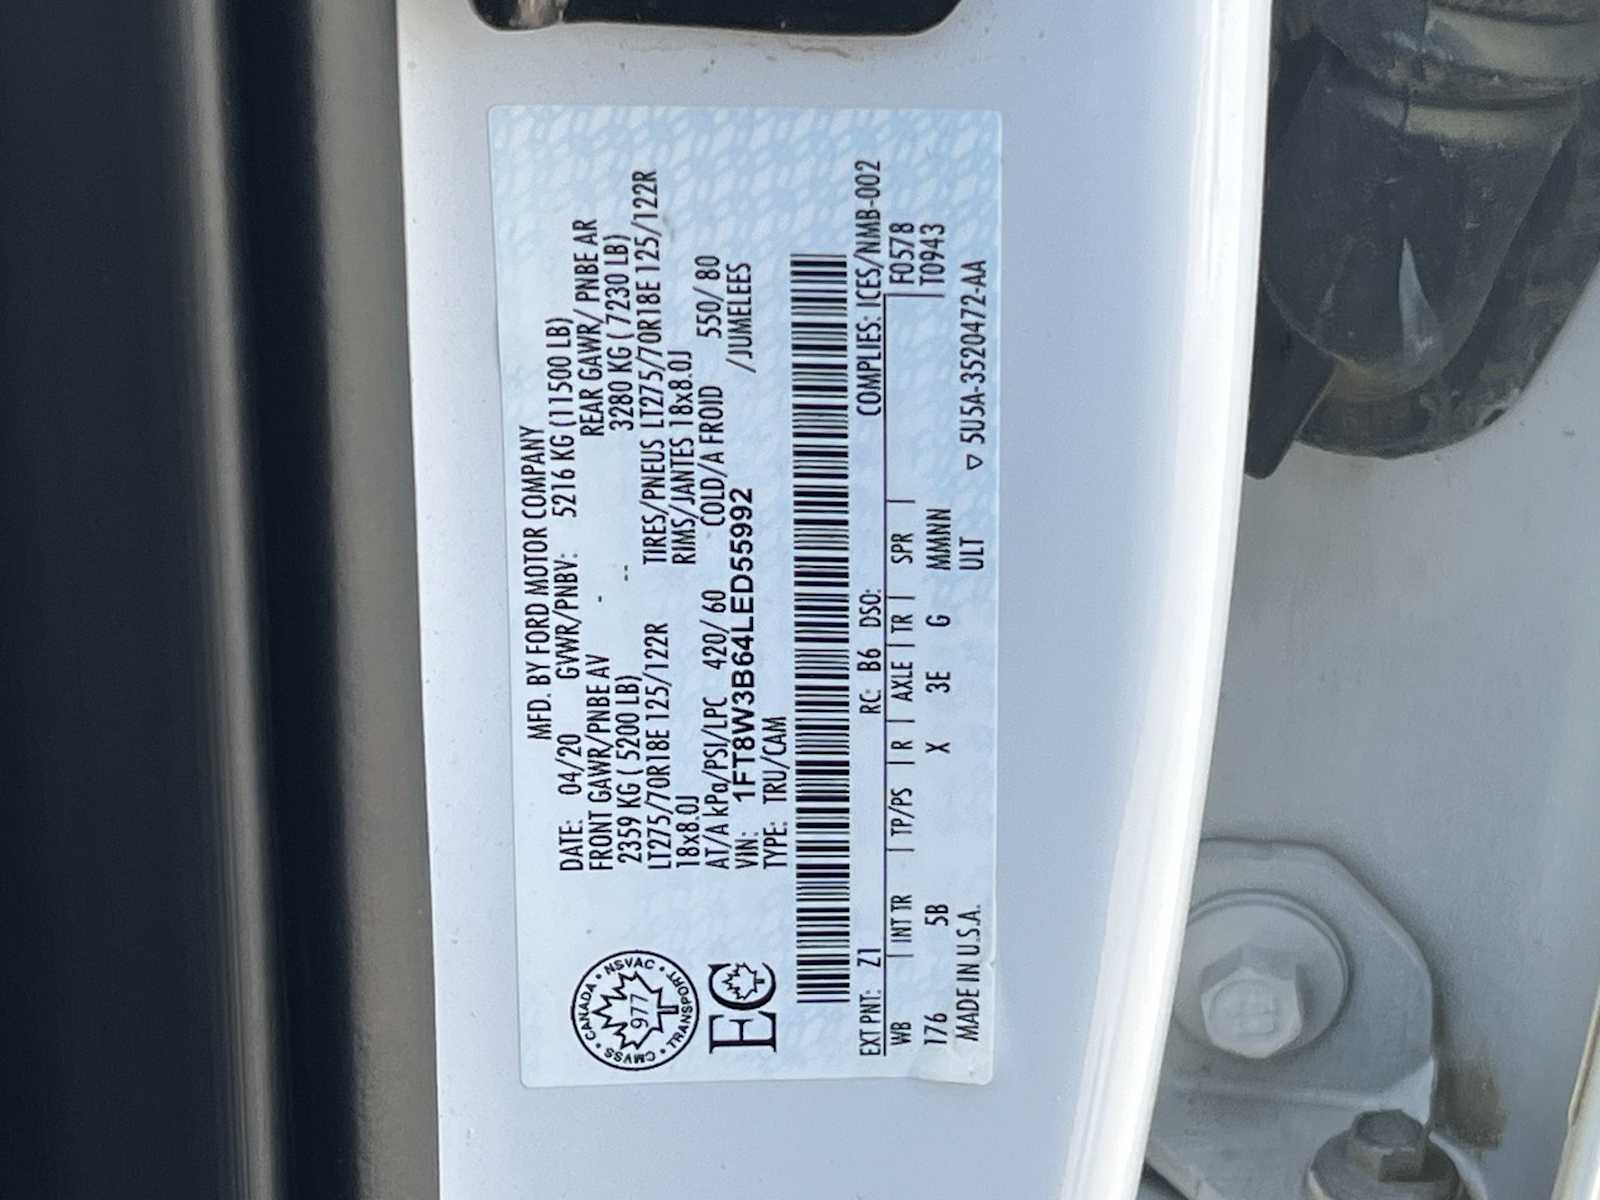 MFD. BY FORD MOTOR COMPANY
DATE: 04/20 GVWR/PNBV: 5216 KG (11500 LB)
FRONT GAWR/PNBE AV - REAR GAWR/ PNBE AR
2359 KG ( 5200 LB) -- 3280 KG ( 7230 LB)
LT275/70R18E 125/122R TIRES/PNEUS LT275/70R18E 125/122R
18x8.0J RIMS/JANTES 18x8.0J
AT/A kPa/PSI/LPC 420/ 60 COLD/A FROID 550/ 80
VIN: 1FT8W3B64LED55992 /JUMELEES
TYPE: TRU/CAM
CANADA • NSVAC • TRANSPORT • CMVSS •
977
EC
COMPLIES: ICES/NMB-002
EXT PNT: Z1 RC: B6 DSO: F0578
WB | INT TR | TP/PS | R | AXLE | TR | SPR | T0943
176 5B X 3E G MMNN
MADE IN U.S.A. ULT ▽ 5U5A-3520472-AA